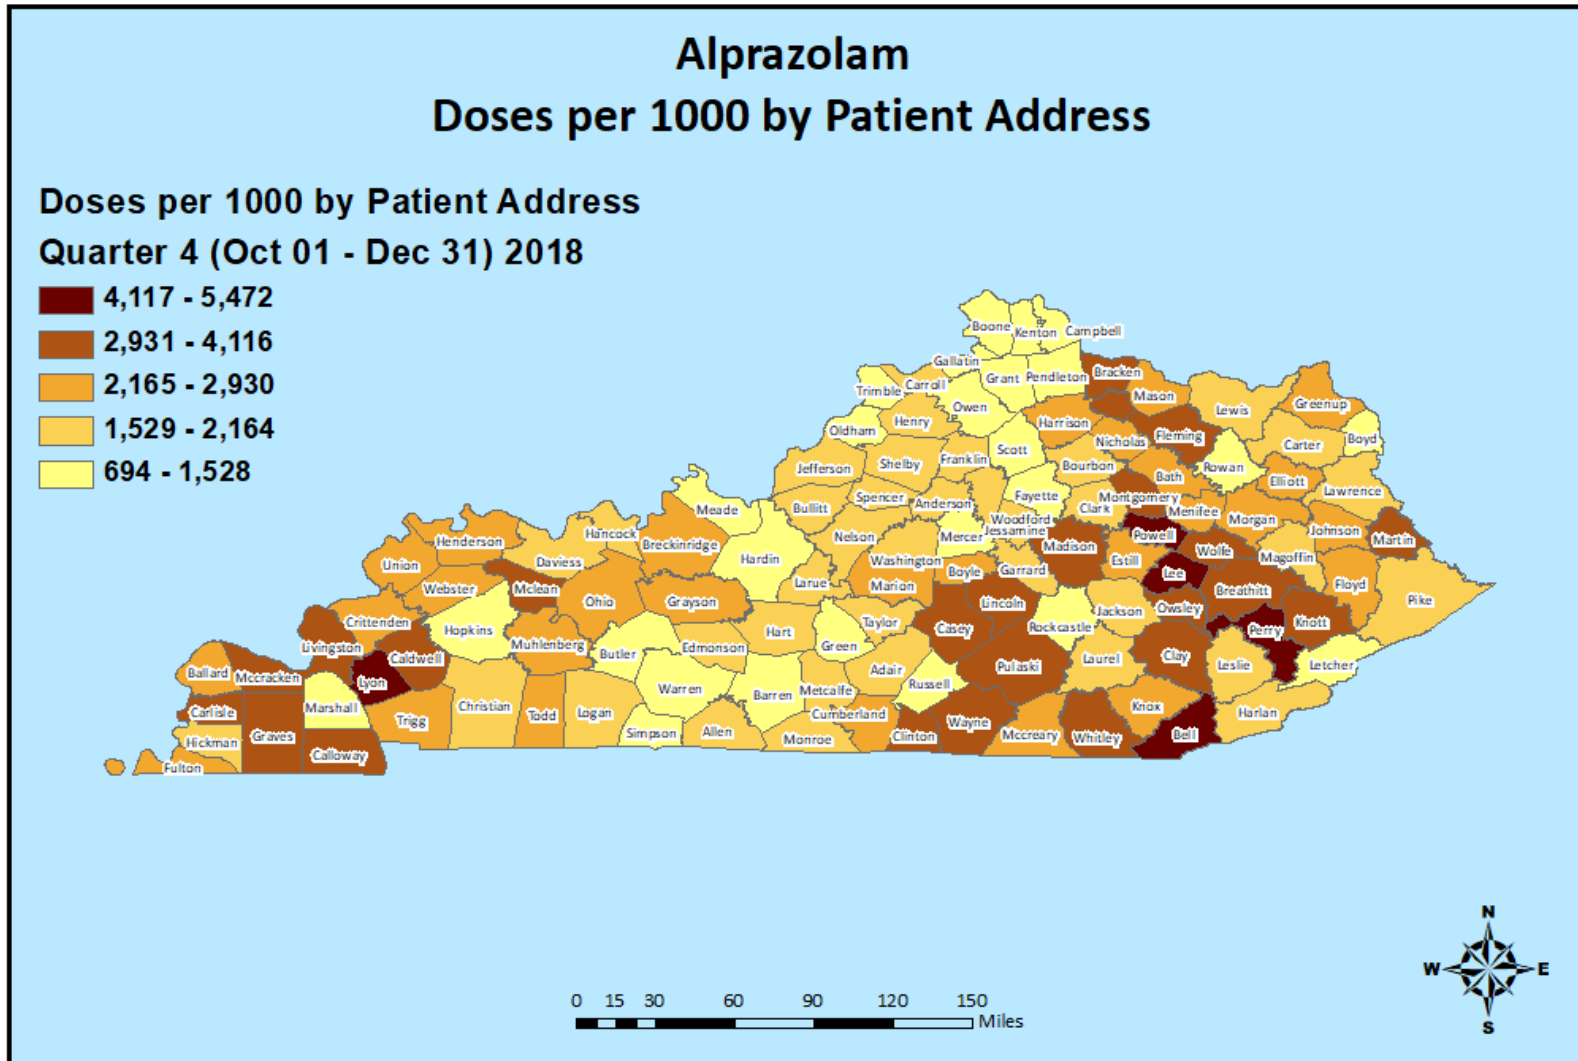 Alprazolam
Doses per 1000 by Patient Address
Doses per 1000 by Patient Address
Quarter 4 (Oct 01 - Dec 31) 2018
4,117 - 5,472
2,931 - 4,116
2,165 - 2,930
1,529 - 2,164
694 - 1,528
Boone
Kenton
Campbell
Gallatin
Grant
Pendleton
Bracken
Trimble
Carroll
Owen
Mason
Lewis
Greenup
Oldham
Henry
Harrison
Nicholas
Fleming
Carter
Boyd
Jefferson
Shelby
Franklin
Scott
Bourbon
Rowan
Bath
Elliott
Lawrence
Meade
Bullitt
Spencer
Anderson
Fayette
Clark
Montgomery
Menifee
Morgan
Johnson
Martin
Woodford
Jessamine
Powell
Henderson
Hancock
Breckinridge
Nelson
Mercer
Madison
Wolfe
Magoffin
Union
Daviess
Hardin
Washington
Boyle
Garrard
Estill
Lee
Floyd
Webster
Mclean
Ohio
Grayson
Larue
Marion
Breathitt
Pike
Crittenden
Hopkins
Muhlenberg
Hart
Taylor
Casey
Lincoln
Rockcastle
Jackson
Owsley
Perry
Knott
Livingston
Caldwell
Butler
Edmonson
Green
Adair
Pulaski
Laurel
Clay
Leslie
Letcher
Ballard
Mccracken
Lyon
Warren
Barren
Metcalfe
Russell
Carlisle
Marshall
Trigg
Christian
Todd
Logan
Cumberland
Knox
Harlan
Hickman
Graves
Simpson
Allen
Monroe
Clinton
Wayne
Mccreary
Whitley
Bell
Fulton
Calloway
N
W
E
S
0 15 30 60 90 120 150
Miles